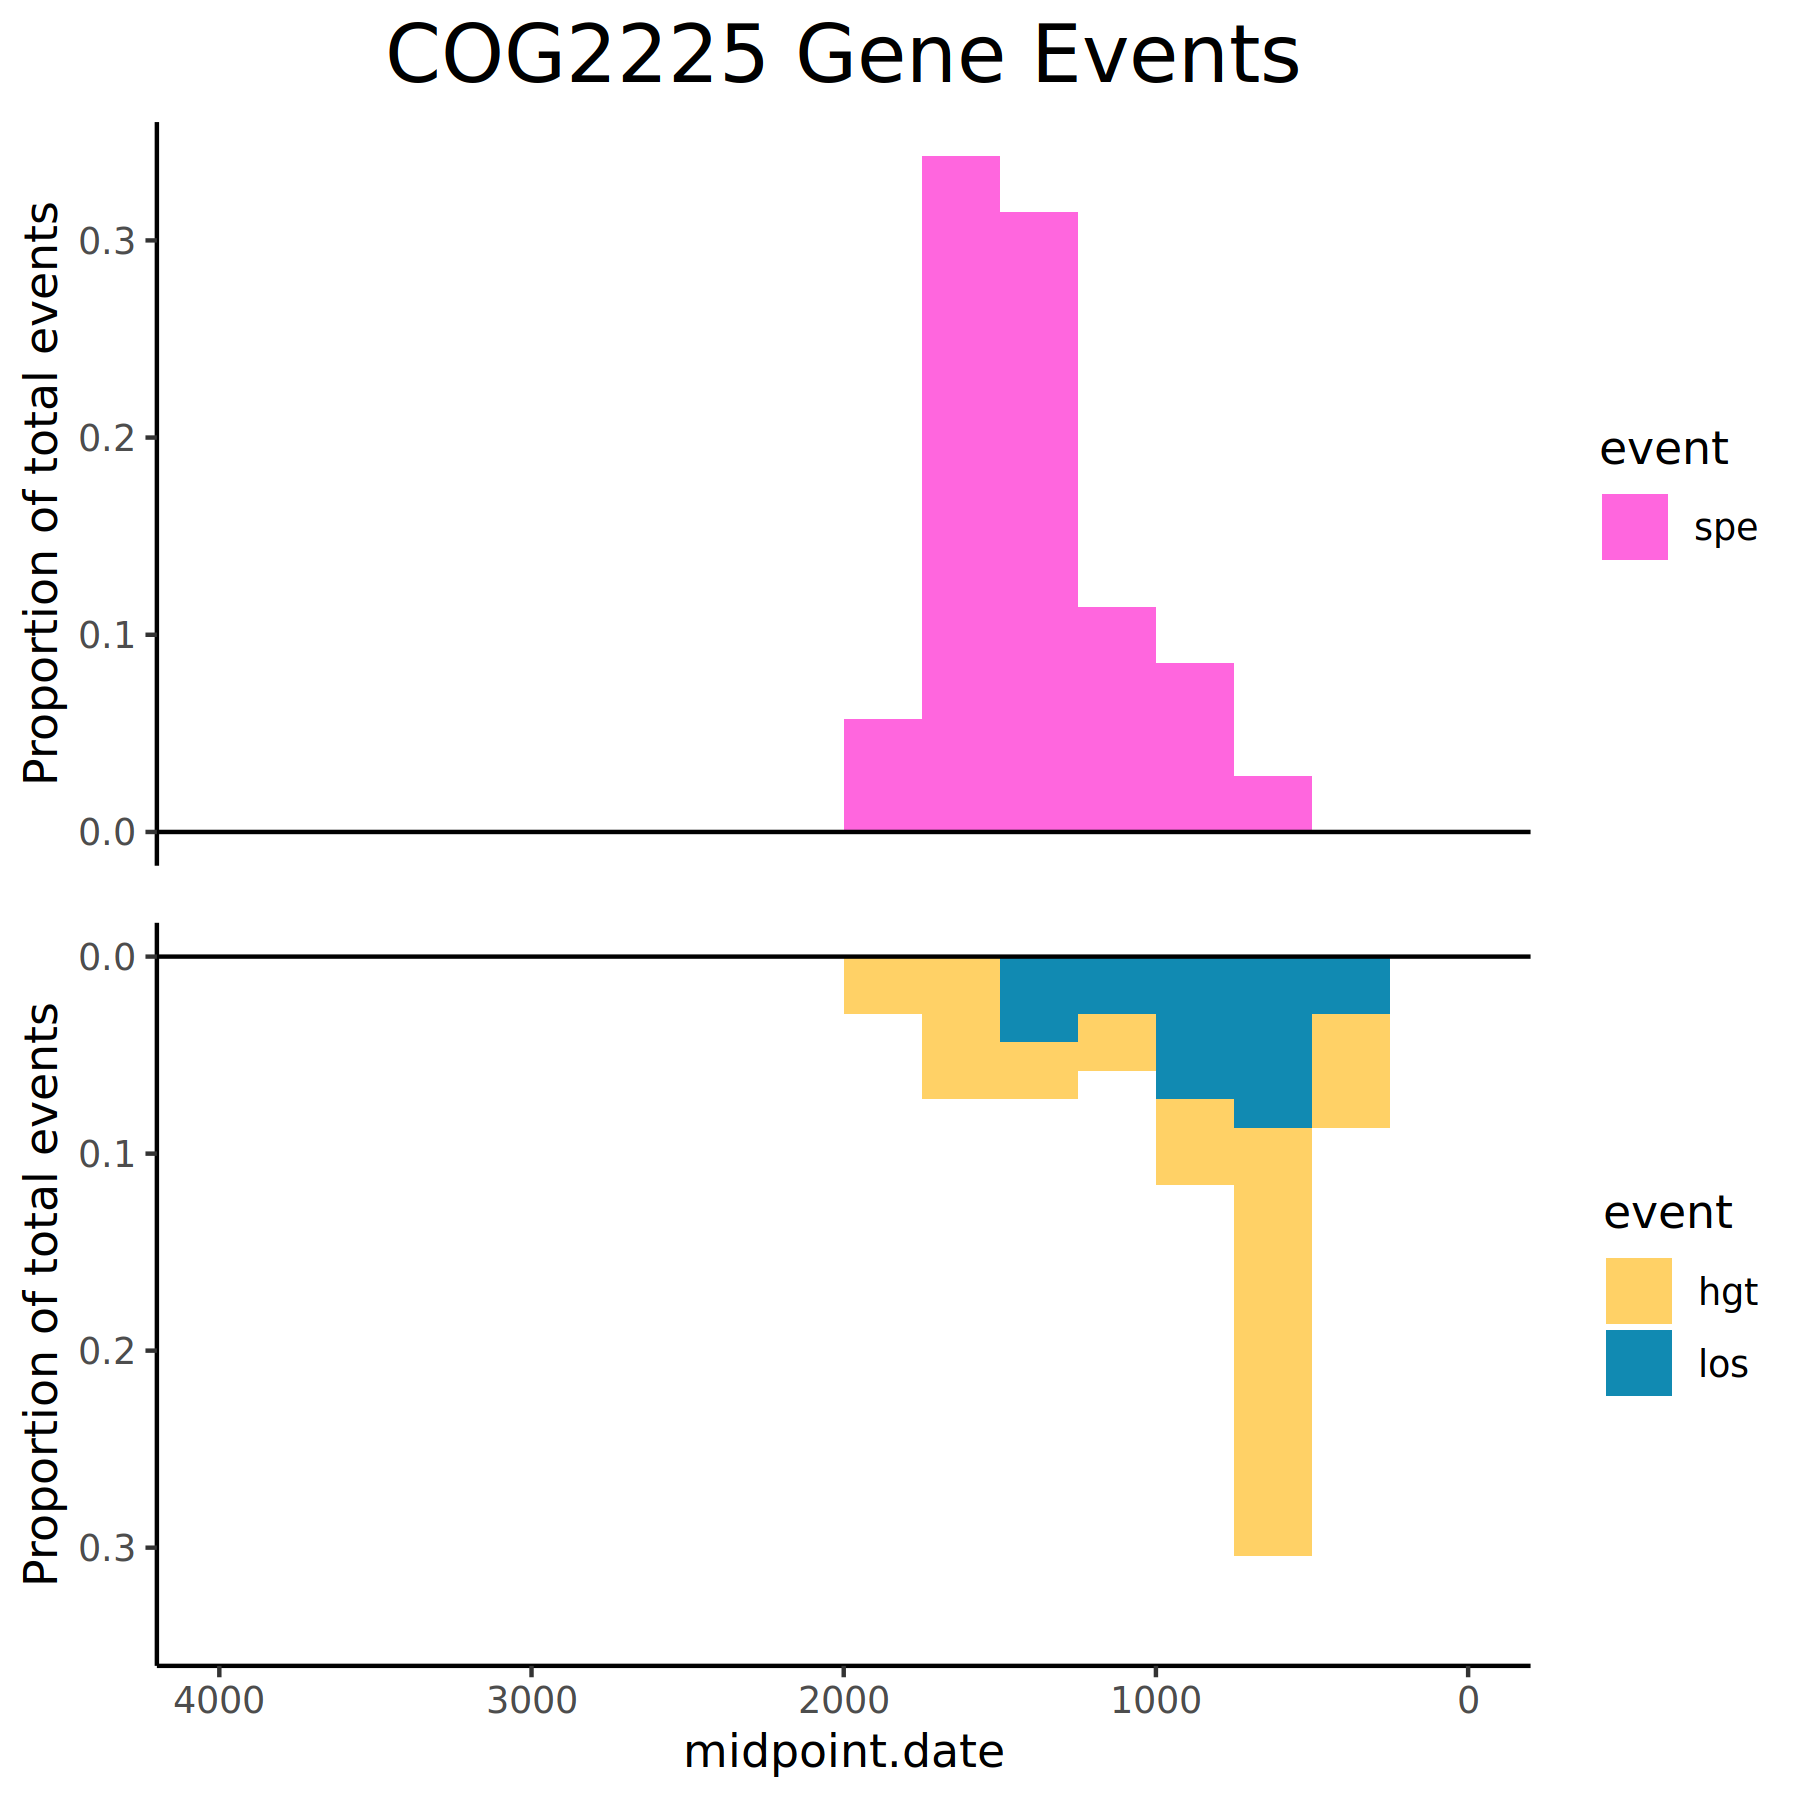 COG2225 Gene Events
Proportion of total events
0.3
0.2
0.1
0.0
event
spe
Proportion of total events
0.0
0.1
0.2
0.3
event
hgt
los
4000 3000 2000 1000 0
midpoint.date